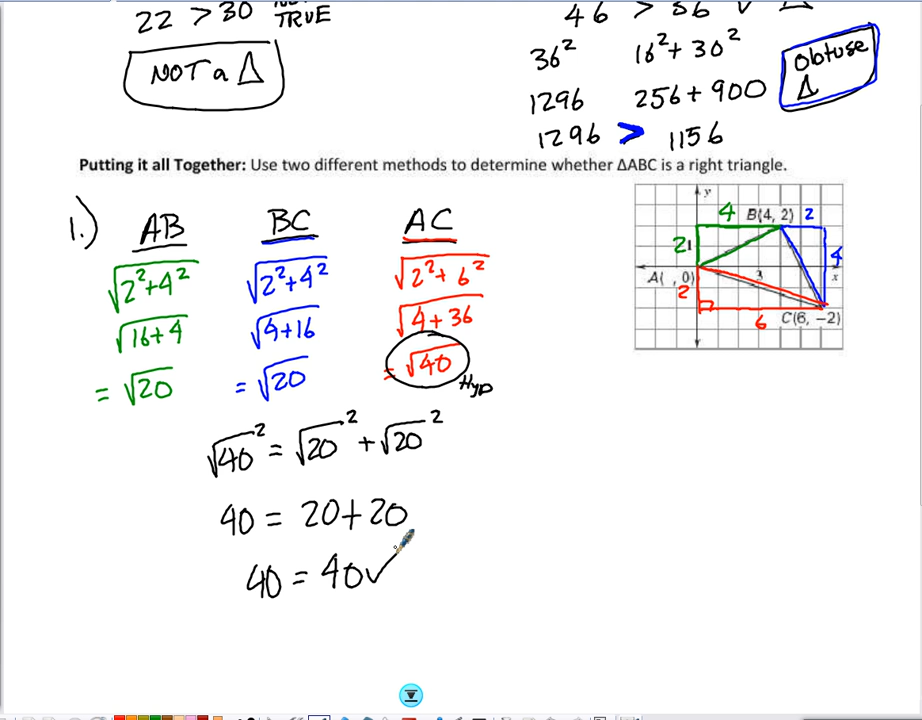 22 > 30
TRUE
NOT a Δ
46 >
36² 16² + 30²
1296 256 + 900
1296 > 1156
Obtuse
Δ
Putting it all Together: Use two different methods to determine whether ΔABC is a right triangle.
1.) AB BC AC
√2²+4² √2²+4² √2²+6²
√16+4 √4+16 √4+36
= √20 = √20 = √40 Hyp
√40² = √20² + √20²
40 = 20 + 20
40 = 40 ✓
y
4 B(4, 2) 2
2 1 4
A( , 0) 3 x
2
6 C(6, −2)